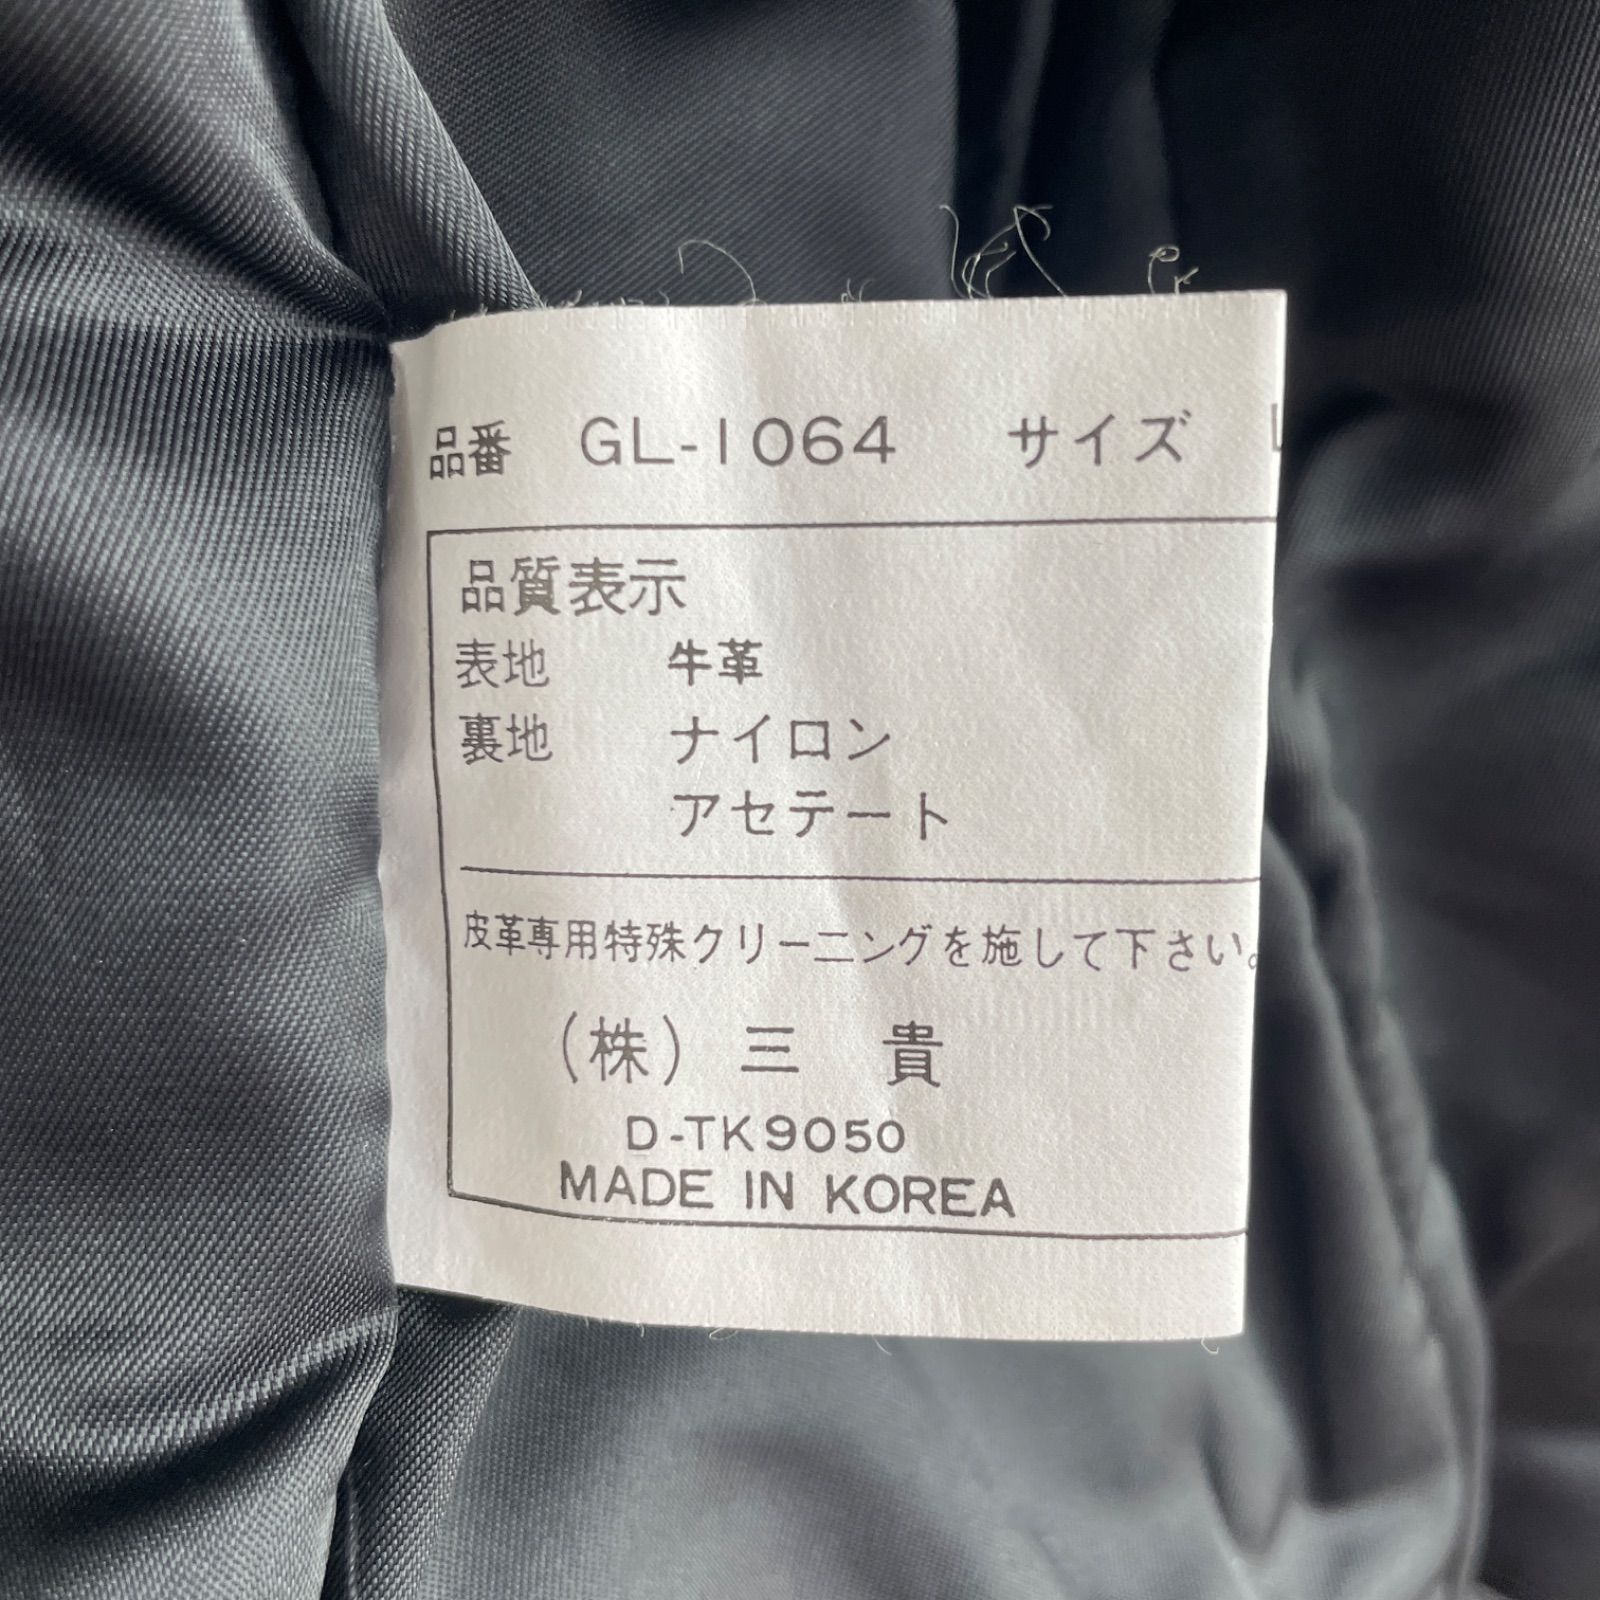 品番 GL-1064 サイズ L
品質表示
表地 牛革
裏地 ナイロン
アセテート
皮革専用特殊クリーニングを施して下さい。
(株) 三貴
D-TK9050
MADE IN KOREA